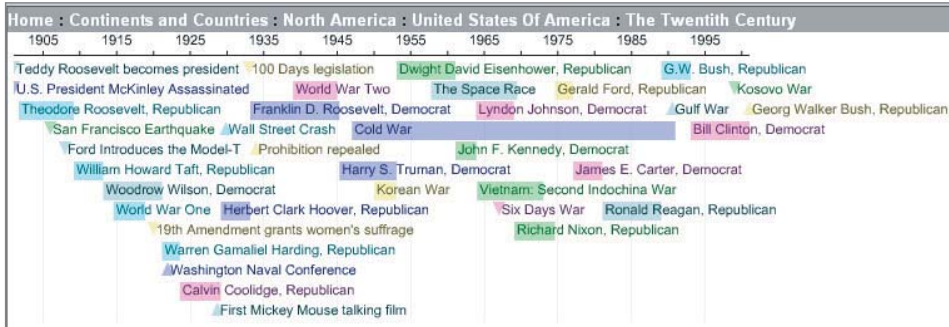 Home : Continents and Countries : North America : United States Of America : The Twentith Century
1905 1915 1925 1935 1945 1955 1965 1975 1985 1995
Teddy Roosevelt becomes president 100 Days legislation Dwight David Eisenhower, Republican G.W. Bush, Republican
U.S. President McKinley Assassinated World War Two The Space Race Gerald Ford, Republican Kosovo War
Theodore Roosevelt, Republican Franklin D. Roosevelt, Democrat Lyndon Johnson, Democrat Gulf War Georg Walker Bush, Republican
San Francisco Earthquake Wall Street Crash Cold War Bill Clinton, Democrat
Ford Introduces the Model-T Prohibition repealed John F. Kennedy, Democrat
William Howard Taft, Republican Harry S. Truman, Democrat James E. Carter, Democrat
Woodrow Wilson, Democrat Korean War Vietnam: Second Indochina War
World War One Herbert Clark Hoover, Republican Six Days War Ronald Reagan, Republican
19th Amendment grants women's suffrage Richard Nixon, Republican
Warren Gamaliel Harding, Republican
Washington Naval Conference
Calvin Coolidge, Republican
First Mickey Mouse talking film